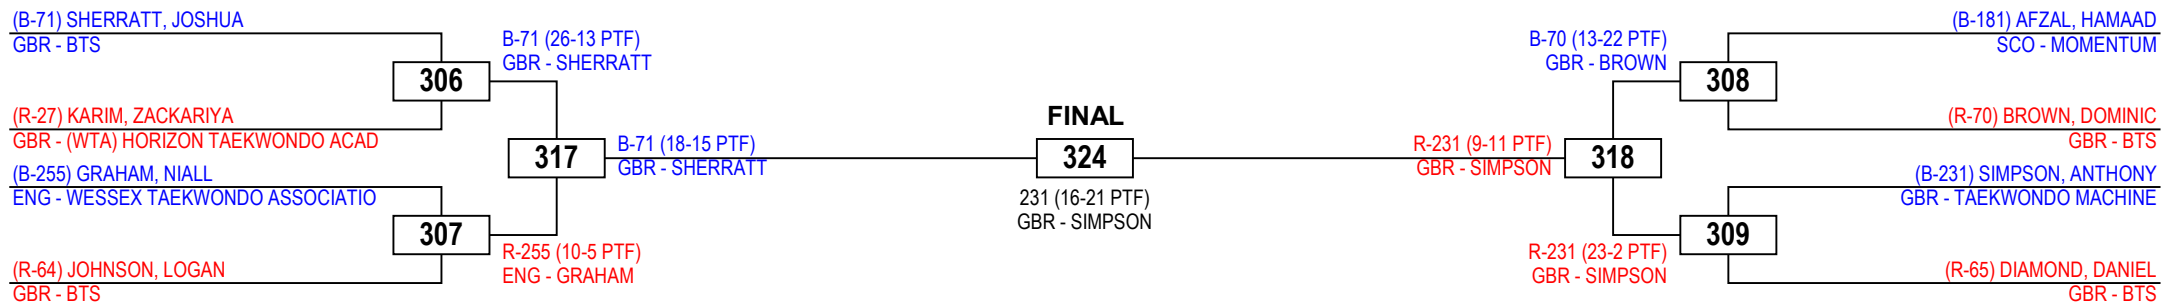 (B-71) SHERRATT, JOSHUA
GBR - BTS
(R-27) KARIM, ZACKARIYA
GBR - (WTA) HORIZON TAEKWONDO ACAD
(B-255) GRAHAM, NIALL
ENG - WESSEX TAEKWONDO ASSOCIATIO
(R-64) JOHNSON, LOGAN
GBR - BTS
306
307
B-71 (26-13 PTF)
GBR - SHERRATT
R-255 (10-5 PTF)
ENG - GRAHAM
317
B-71 (18-15 PTF)
GBR - SHERRATT
FINAL
324
231 (16-21 PTF)
GBR - SIMPSON
R-231 (9-11 PTF)
GBR - SIMPSON
318
B-70 (13-22 PTF)
GBR - BROWN
R-231 (23-2 PTF)
GBR - SIMPSON
308
309
(B-181) AFZAL, HAMAAD
SCO - MOMENTUM
(R-70) BROWN, DOMINIC
GBR - BTS
(B-231) SIMPSON, ANTHONY
GBR - TAEKWONDO MACHINE
(R-65) DIAMOND, DANIEL
GBR - BTS